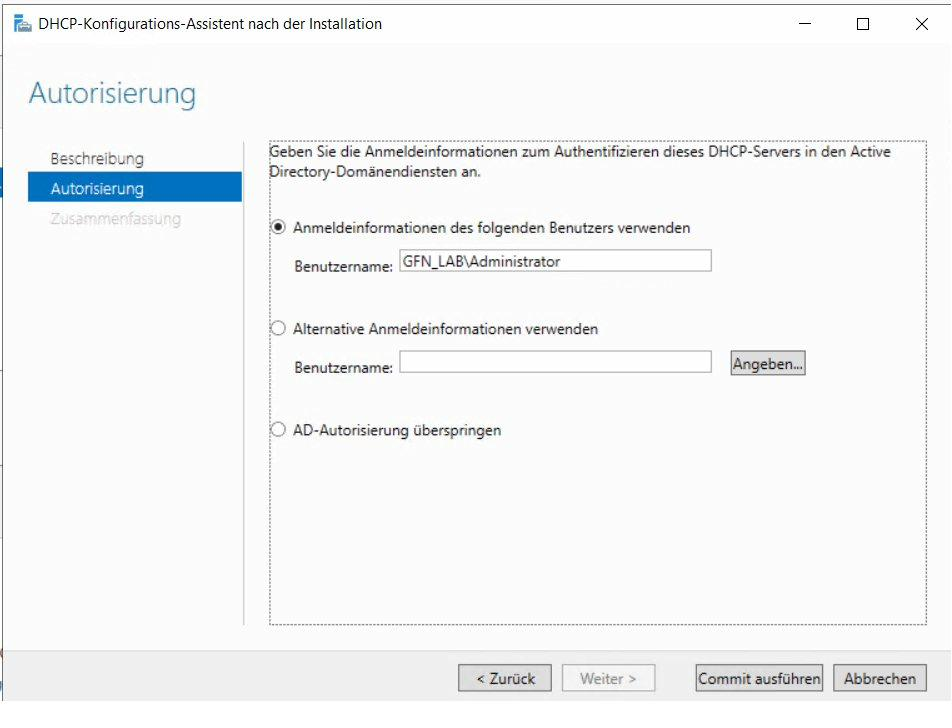 DHCP-Konfigurations-Assistent nach der Installation
Autorisierung
Beschreibung
Autorisierung
Zusammenfassung
Geben Sie die Anmeldeinformationen zum Authentifizieren dieses DHCP-Servers in den Active
Directory-Domänendiensten an.
Anmeldeinformationen des folgenden Benutzers verwenden
Benutzername: GFN_LAB\Administrator
Alternative Anmeldeinformationen verwenden
Benutzername: Angeben...
AD-Autorisierung überspringen
< Zurück Weiter > Commit ausführen Abbrechen